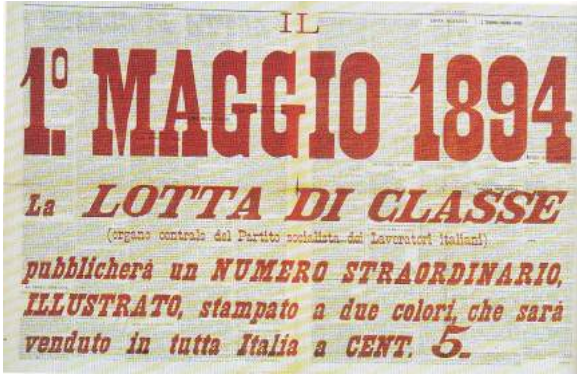 IL
1º. MAGGIO 1894
La LOTTA DI CLASSE
(organo centrale del Partito socialista dei Lavoratori italiani)
pubblicherà un NUMERO STRAORDINARIO,
ILLUSTRATO, stampato a due colori, che sarà
venduto in tutta Italia a CENT. 5.